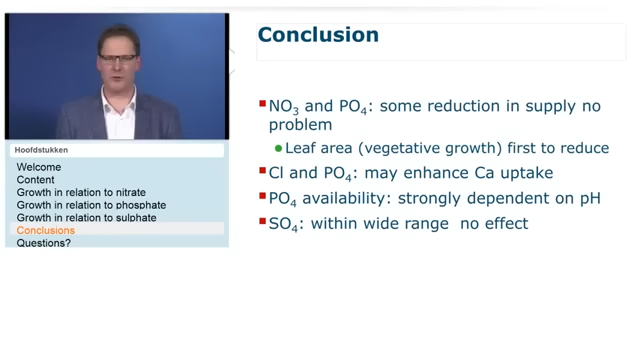 Conclusion
NO₃ and PO₄: some reduction in supply no
problem
Leaf area (vegetative growth) first to reduce
Cl and PO₄: may enhance Ca uptake
PO₄ availability: strongly dependent on pH
SO₄: within wide range no effect
Hoofdstukken
Welcome
Content
Growth in relation to nitrate
Growth in relation to phosphate
Growth in relation to sulphate
Conclusions
Questions?